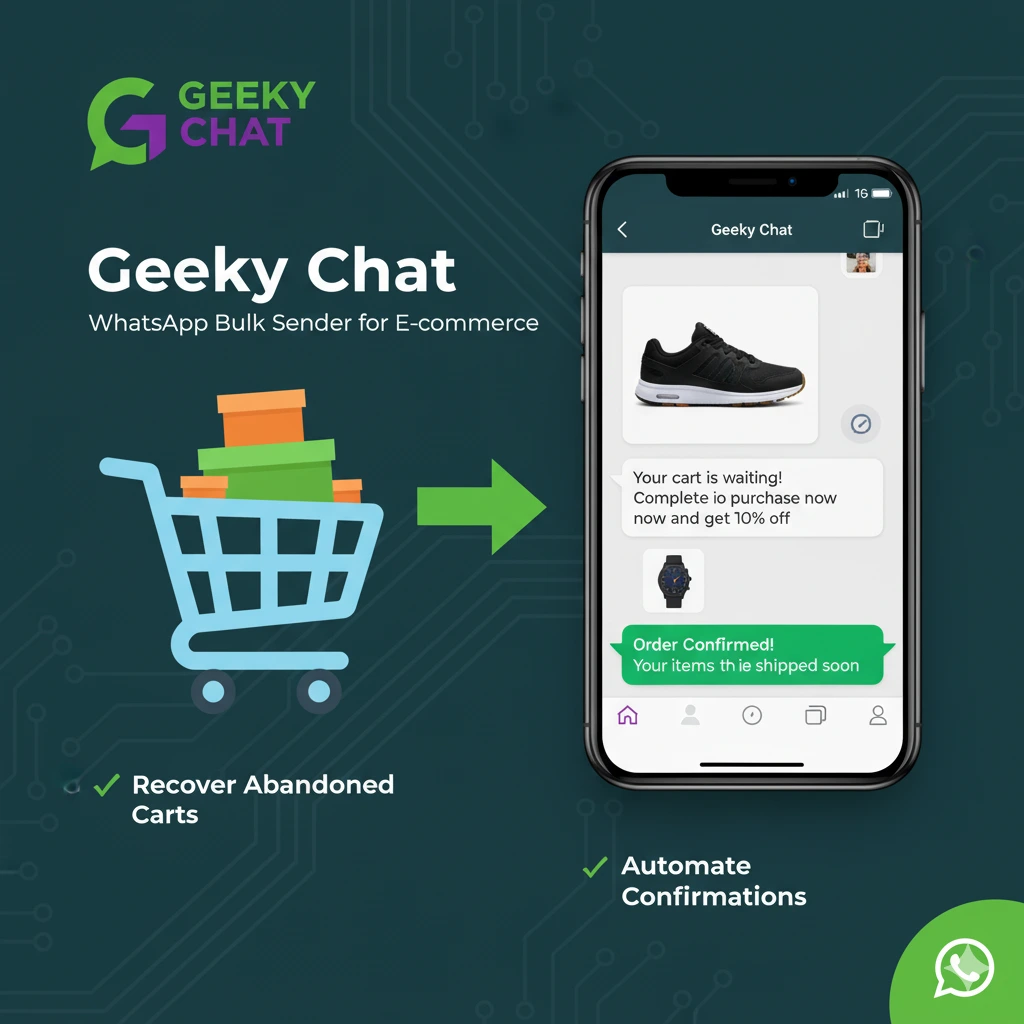 GEEKY
CHAT
Geeky Chat
WhatsApp Bulk Sender for E-commerce
16
Geeky Chat
Your cart is waiting!
Complete io purchase now
now and get 10% off
Order Confirmed!
Your items th ie shipped soon
Recover Abandoned
Carts
Automate
Confirmations